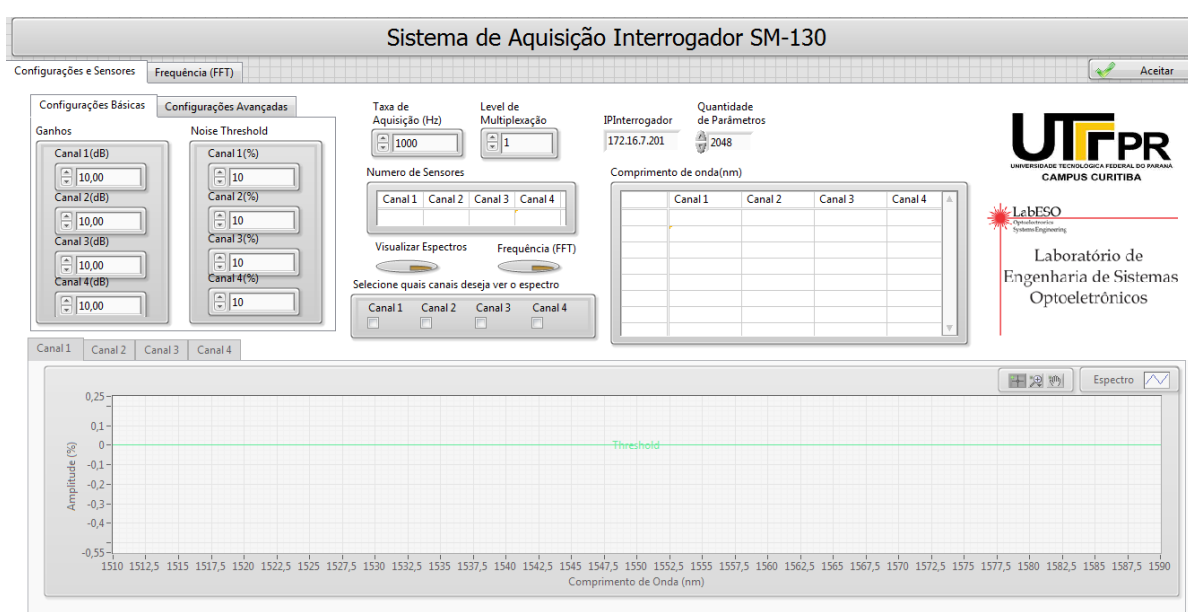 Sistema de Aquisição Interrogador SM-130
Configurações e Sensores
Frequência (FFT)
Aceitar
Configurações Básicas
Configurações Avançadas
Ganhos
Canal 1(dB)
10,00
Canal 2(dB)
10,00
Canal 3(dB)
10,00
Canal 4(dB)
10,00
Noise Threshold
Canal 1(%)
10
Canal 2(%)
10
Canal 3(%)
10
Canal 4(%)
10
Taxa de
Aquisição (Hz)
1000
Level de
Multiplexação
1
IPInterrogador
172.16.7.201
Quantidade
de Parâmetros
2048
Numero de Sensores
Canal 1 Canal 2 Canal 3 Canal 4
Visualizar Espectros
Frequência (FFT)
Selecione quais canais deseja ver o espectro
Canal 1 Canal 2 Canal 3 Canal 4
Comprimento de onda(nm)
Canal 1 Canal 2 Canal 3 Canal 4
UTFPR
UNIVERSIDADE TECNOLÓGICA FEDERAL DO PARANÁ
CAMPUS CURITIBA
LabESO
Optoelectronics
Systems Engineering
Laboratório de
Engenharia de Sistemas
Optoeletrônicos
Canal 1 Canal 2 Canal 3 Canal 4
Espectro
0,25
0,1
0
-0,1
-0,2
-0,3
-0,4
-0,55
Amplitude (%)
Threshold
1510 1512,5 1515 1517,5 1520 1522,5 1525 1527,5 1530 1532,5 1535 1537,5 1540 1542,5 1545 1547,5 1550 1552,5 1555 1557,5 1560 1562,5 1565 1567,5 1570 1572,5 1575 1577,5 1580 1582,5 1585 1587,5 1590
Comprimento de Onda (nm)